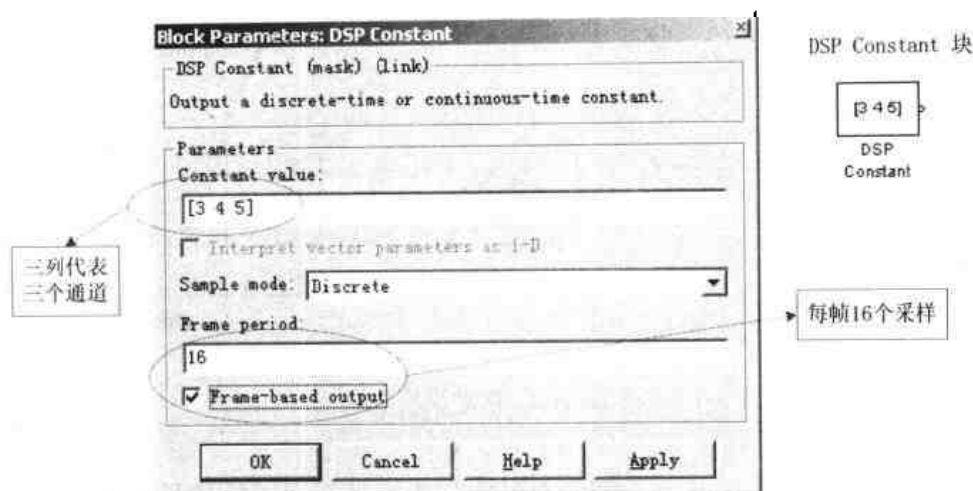 Block Parameters: DSP Constant
DSP Constant (mask) (link)
Output a discrete-time or continuous-time constant.
Parameters
Constant value:
[3 4 5]
Interpret vector parameters as 1-D
Sample mode: Discrete
Frame period:
16
Frame-based output
OK Cancel Help Apply
三列代表
三个通道
DSP Constant 块
[3 4 5]
DSP
Constant
每帧16个采样